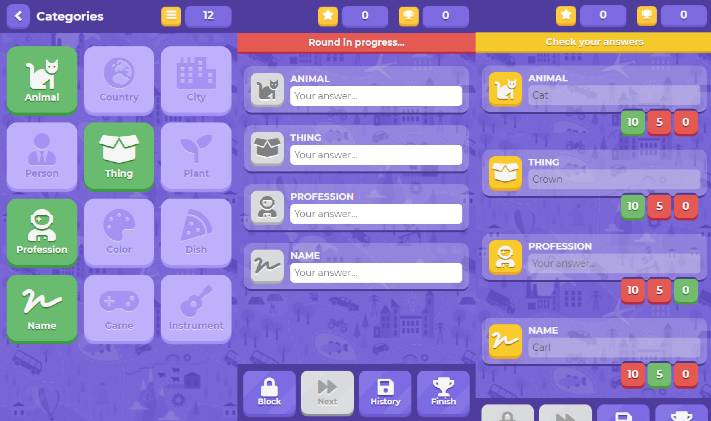 Categories
12
Animal
Country
City
Person
Thing
Plant
Profession
Color
Dish
Name
Game
Instrument
0
0
Round in progress...
ANIMAL
Your answer...
THING
Your answer...
PROFESSION
Your answer...
NAME
Your answer...
Block
Next
History
Finish
0
0
Check your answers
ANIMAL
Cat
10 5 0
THING
Crown
10 5 0
PROFESSION
Your answer...
10 5 0
NAME
Carl
10 5 0